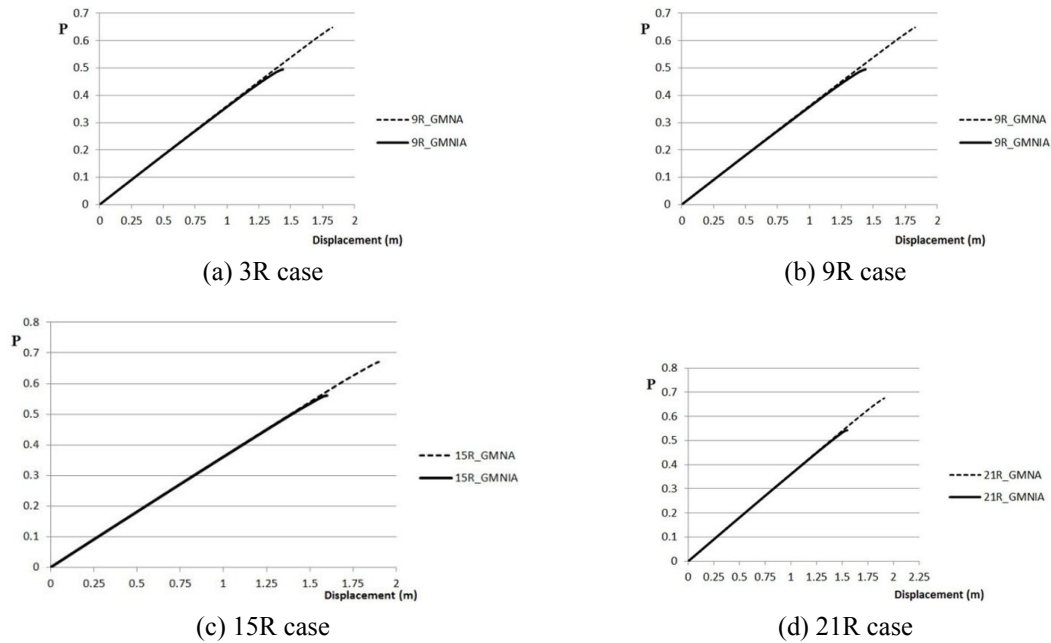 0.7
P
0.6
0.5
0.4
0.3
0.2
0.1
0
0 0.25 0.5 0.75 1 1.25 1.5 1.75 2
Displacement (m)
9R_GMNA
9R_GMNIA
(a) 3R case
0.7
P
0.6
0.5
0.4
0.3
0.2
0.1
0
0 0.25 0.5 0.75 1 1.25 1.5 1.75 2
Displacement (m)
9R_GMNA
9R_GMNIA
(b) 9R case
0.8
P
0.7
0.6
0.5
0.4
0.3
0.2
0.1
0
0 0.25 0.5 0.75 1 1.25 1.5 1.75 2
Displacement (m)
15R_GMNA
15R_GMNIA
(c) 15R case
0.8
P
0.7
0.6
0.5
0.4
0.3
0.2
0.1
0
0 0.25 0.5 0.75 1 1.25 1.5 1.75 2 2.25
Displacement (m)
21R_GMNA
21R_GMNIA
(d) 21R case